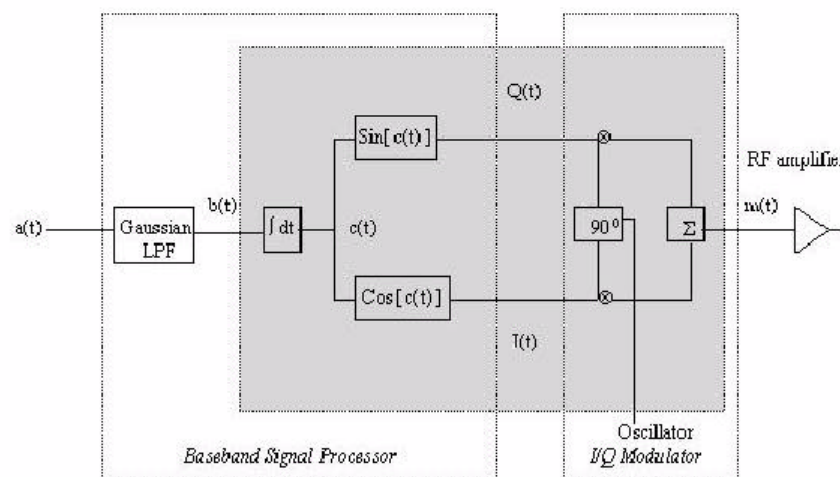 Q(t)
Sin[c(t)]
RF amplifier
a(t)
Gaussian
LPF
b(t)
∫ dt
c(t)
90°
Σ
m(t)
Cos[c(t)]
I(t)
Oscillator
Baseband Signal Processor
I/Q Modulator